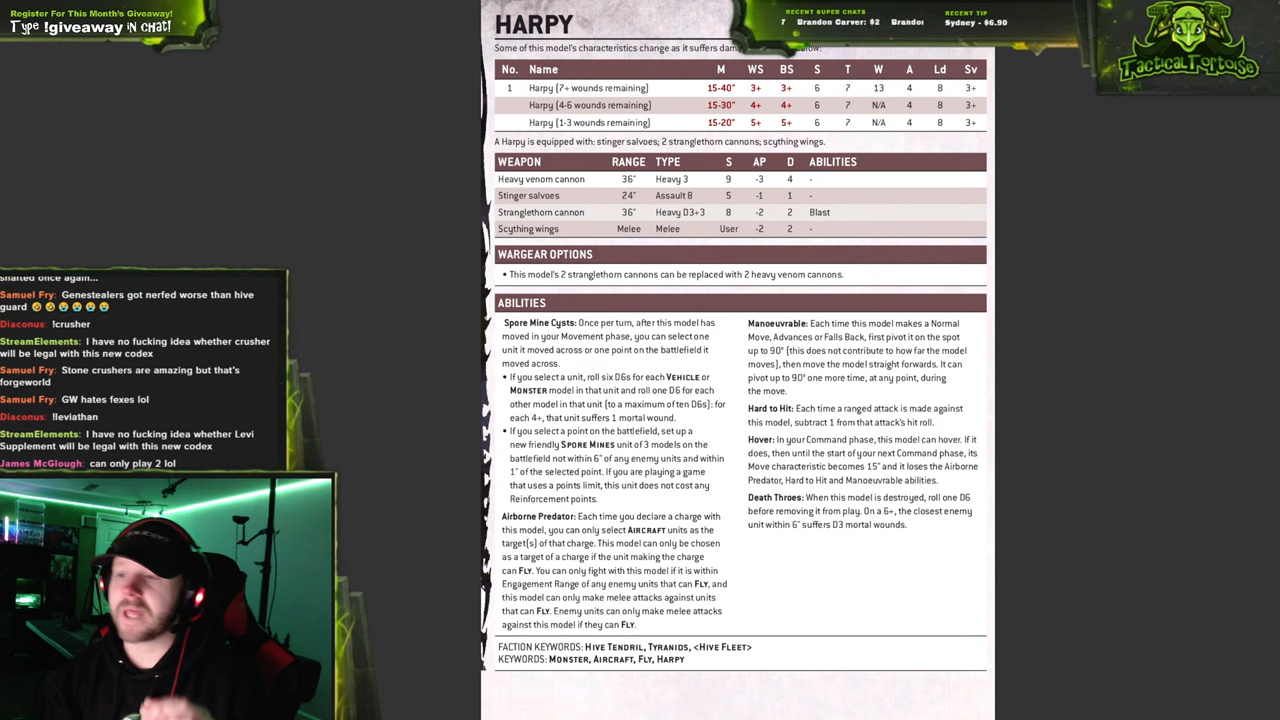 Register For This Month's Giveaway!
Type !giveaway in chat!
RECENT SUPER CHATS
Brandon Carver: $2 Brandon
RECENT TIP
Sydney - $6.90
TacticalTortoise
HARPY
Some of this model's characteristics change as it suffers
No. Name M WS BS S T W A Ld Sv
1 Harpy (7+ wounds remaining) 15-40" 3+ 3+ 6 7 13 4 8 3+
Harpy (4-6 wounds remaining) 15-30" 4+ 4+ 6 7 N/A 4 8 3+
Harpy (1-3 wounds remaining) 15-20" 5+ 5+ 6 7 N/A 4 8 3+
A Harpy is equipped with: stinger salvoes; 2 stranglethorn cannons; scything wings.
WEAPON RANGE TYPE S AP D ABILITIES
Heavy venom cannon 36" Heavy 3 9 -3 4 -
Stinger salvoes 24" Assault 8 5 -1 1 -
Stranglethorn cannon 36" Heavy D3+3 8 -2 2 Blast
Scything wings Melee Melee User -2 2 -
WARGEAR OPTIONS
• This model's 2 stranglethorn cannons can be replaced with 2 heavy venom cannons.
ABILITIES
Spore Mine Cysts: Once per turn, after this model has
moved in your Movement phase, you can select one
unit it moved across or one point on the battlefield it
moved across.
• If you select a unit, roll six D6s for each VEHICLE or
MONSTER model in that unit and roll one D6 for each
other model in that unit (to a maximum of ten D6s): for
each 4+, that unit suffers 1 mortal wound.
• If you select a point on the battlefield, set up a
new friendly SPORE MINES unit of 3 models on the
battlefield not within 6" of any enemy units and within
1" of the selected point. If you are playing a game
that uses a points limit, this unit does not cost any
Reinforcement points.
Airborne Predator: Each time you declare a charge with
this model, you can only select AIRCRAFT units as the
target(s) of that charge. This model can only be chosen
as a target of a charge if the unit making the charge
can FLY. You can only fight with this model if it is within
Engagement Range of any enemy units that can FLY, and
this model can only make melee attacks against units
that can FLY. Enemy units can only make melee attacks
against this model if they can FLY.
Manoeuvrable: Each time this model makes a Normal
Move, Advances or Falls Back, first pivot it on the spot
up to 90° (this does not contribute to how far the model
moves), then move the model straight forwards. It can
pivot up to 90° one more time, at any point, during
the move.
Hard to Hit: Each time a ranged attack is made against
this model, subtract 1 from that attack's hit roll.
Hover: In your Command phase, this model can hover. If it
does, then until the start of your next Command phase, its
Move characteristic becomes 15" and it loses the Airborne
Predator, Hard to Hit and Manoeuvrable abilities.
Death Throes: When this model is destroyed, roll one D6
before removing it from play. On a 6+, the closest enemy
unit within 6" suffers D3 mortal wounds.
FACTION KEYWORDS: HIVE TENDRIL, TYRANIDS, <HIVE FLEET>
KEYWORDS: MONSTER, AIRCRAFT, FLY, HARPY
shafted once again...
Samuel Fry: Genestealers got nerfed worse than hive
guard 🤣🤣😭😭😭😭
Diaconus: !crusher
StreamElements: I have no fucking idea whether crusher
will be legal with this new codex
Samuel Fry: Stone crushers are amazing but that's
forgeworld
Samuel Fry: GW hates fexes lol
Diaconus: !leviathan
StreamElements: I have no fucking idea whether Levi
Supplement will be legal with this new codex
James McGlough: can only play 2 lol